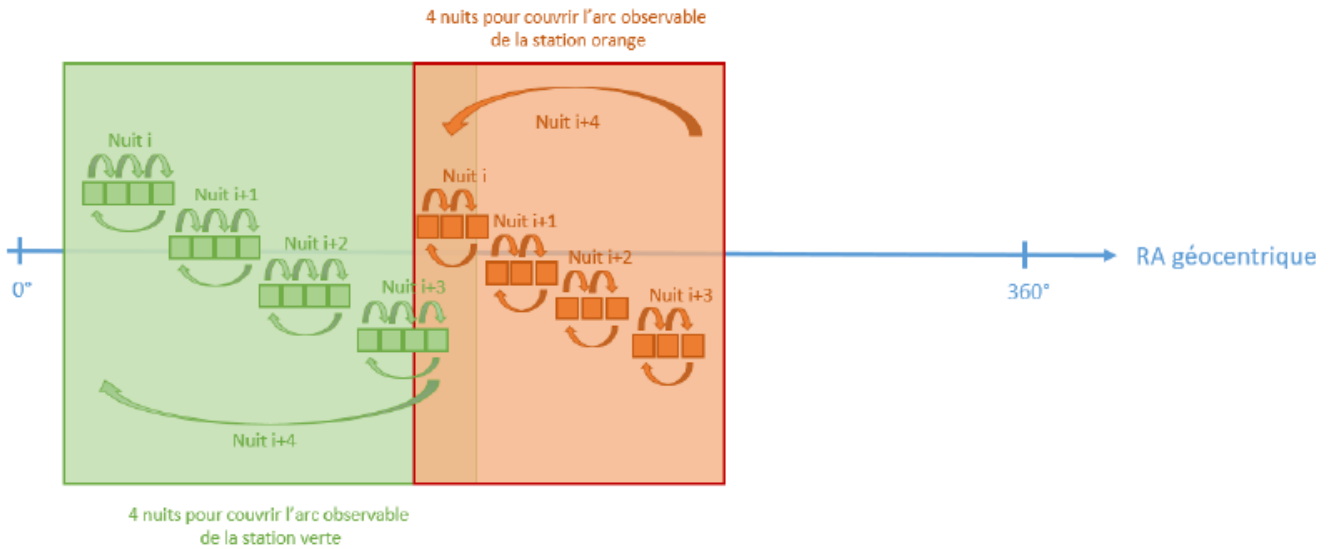 4 nuits pour couvrir l'arc observable
de la station orange
Nuit i+4
Nuit i
Nuit i+1
Nuit i+2
Nuit i+3
Nuit i
Nuit i+1
Nuit i+2
Nuit i+3
0°
360°
RA géocentrique
Nuit i+4
4 nuits pour couvrir l'arc observable
de la station verte